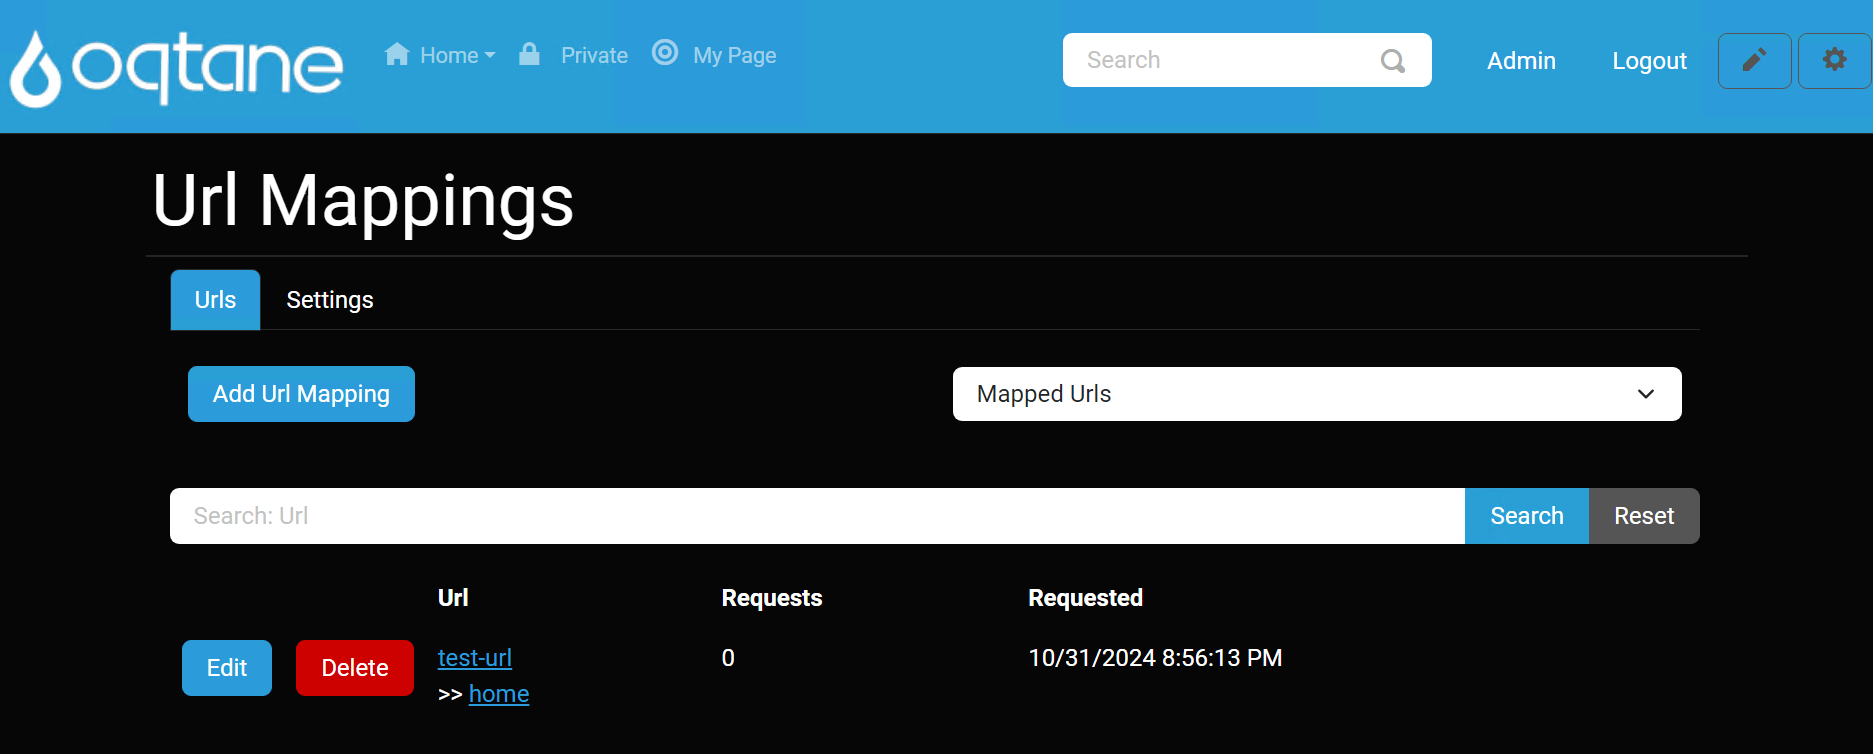 oqtane Home Private My Page Search Admin Logout
Url Mappings
Urls Settings
Add Url Mapping Mapped Urls
Search: Url Search Reset
Url Requests Requested
Edit Delete test-url 0 10/31/2024 8:56:13 PM
>> home